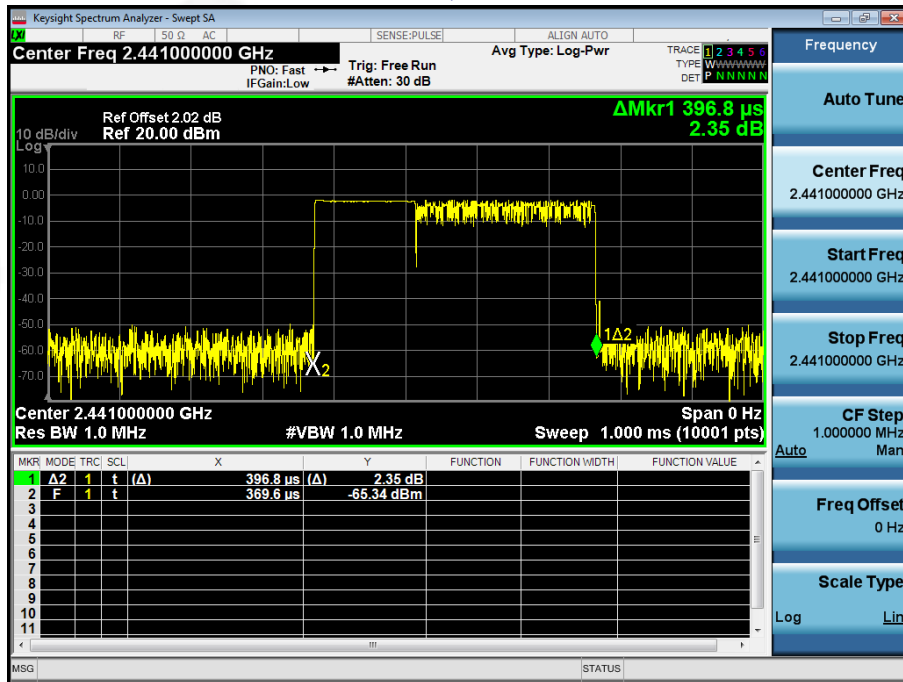 Keysight Spectrum Analyzer - Swept SA
LXI RF 50 Ω AC SENSE:PULSE ALIGN AUTO
Center Freq 2.441000000 GHz
PNO: Fast
IFGain:Low
Trig: Free Run
#Atten: 30 dB
Avg Type: Log-Pwr
TRACE 1 2 3 4 5 6
TYPE WWWWWW
DET P N N N N N
ΔMkr1 396.8 µs
2.35 dB
Ref Offset 2.02 dB
10 dB/div Ref 20.00 dBm
Log
10.0
0.00
-10.0
-20.0
-30.0
-40.0
-50.0
-60.0
-70.0
1Δ2
2
Center 2.441000000 GHz Span 0 Hz
Res BW 1.0 MHz #VBW 1.0 MHz Sweep 1.000 ms (10001 pts)
MKR MODE TRC SCL X Y FUNCTION FUNCTION WIDTH FUNCTION VALUE
1 Δ2 1 t (Δ) 396.8 µs (Δ) 2.35 dB
2 F 1 t 369.6 µs -65.34 dBm
3
4
5
6
7
8
9
10
11
MSG STATUS
Frequency
Auto Tune
Center Freq
2.441000000 GHz
Start Freq
2.441000000 GHz
Stop Freq
2.441000000 GHz
CF Step
1.000000 MHz
Auto Man
Freq Offset
0 Hz
Scale Type
Log Lin